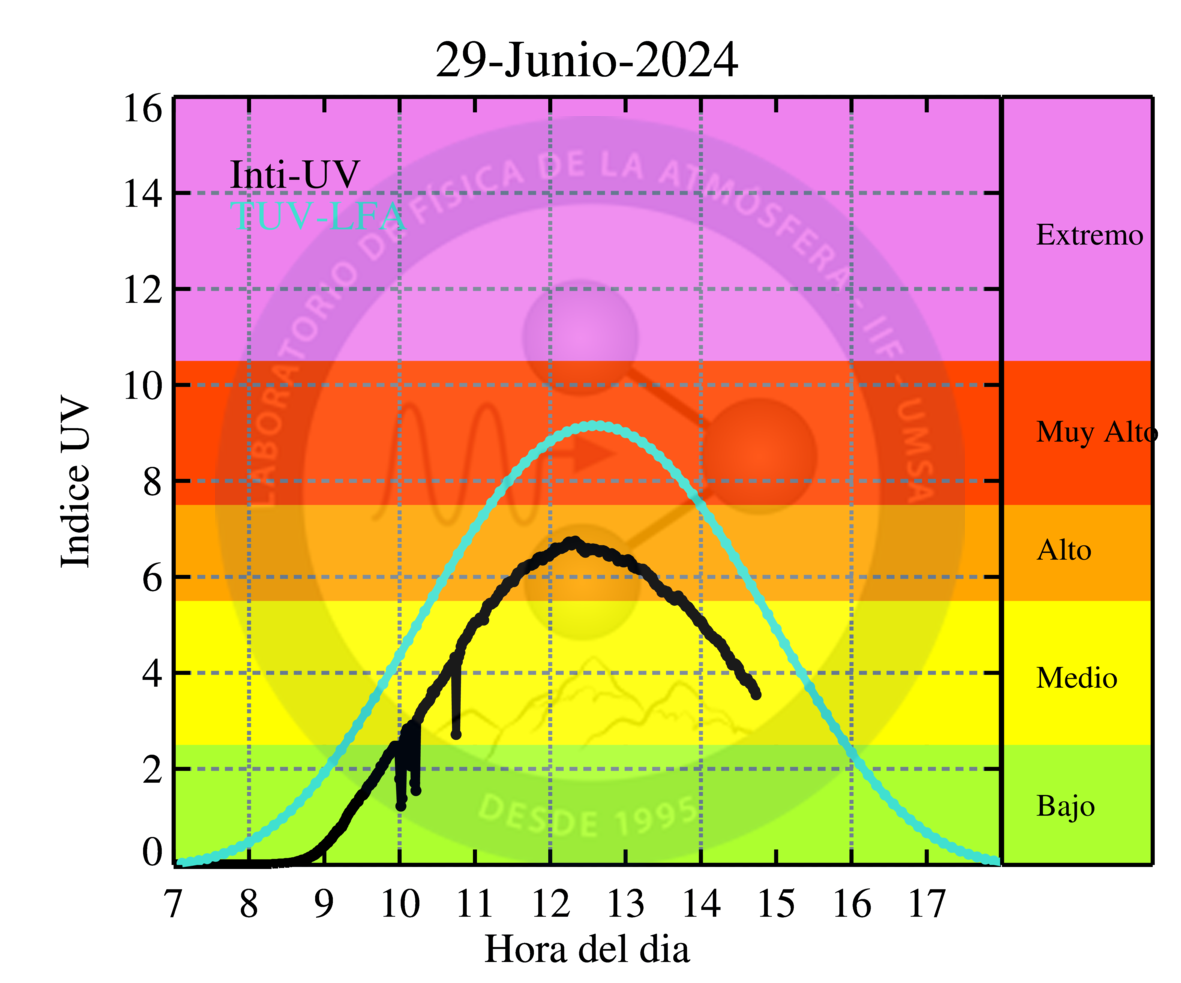 29-Junio-2024
Inti-UV
TUV-LFA
LABORATORIO DE FÍSICA DE LA ATMÓSFERA - IIF - UMSA
DESDE 1995
Indice UV
16
14
12
10
8
6
4
2
0
Extremo
Muy Alto
Alto
Medio
Bajo
7 8 9 10 11 12 13 14 15 16 17
Hora del dia